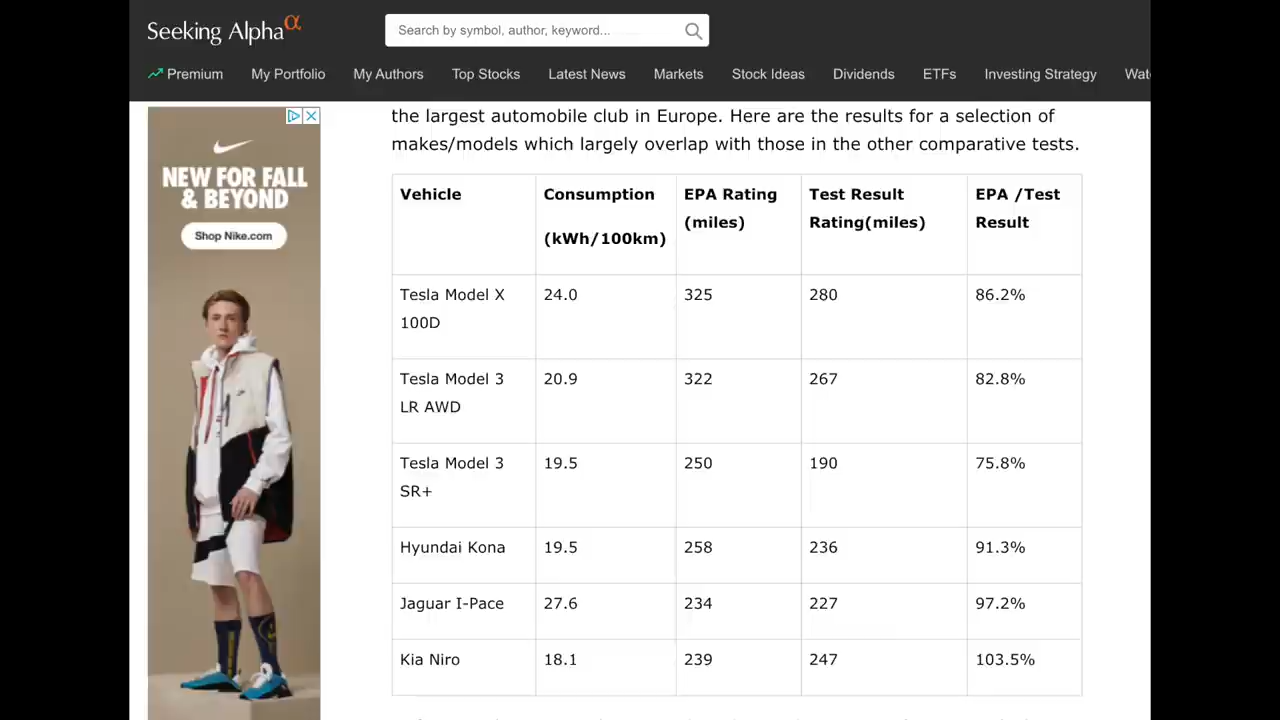 Seeking Alpha α
Search by symbol, author, keyword...
Premium My Portfolio My Authors Top Stocks Latest News Markets Stock Ideas Dividends ETFs Investing Strategy Wat
NEW FOR FALL
& BEYOND
Shop Nike.com
the largest automobile club in Europe. Here are the results for a selection of
makes/models which largely overlap with those in the other comparative tests.
Vehicle Consumption EPA Rating Test Result EPA /Test
(miles) Rating(miles) Result
(kWh/100km)
Tesla Model X 24.0 325 280 86.2%
100D
Tesla Model 3 20.9 322 267 82.8%
LR AWD
Tesla Model 3 19.5 250 190 75.8%
SR+
Hyundai Kona 19.5 258 236 91.3%
Jaguar I-Pace 27.6 234 227 97.2%
Kia Niro 18.1 239 247 103.5%